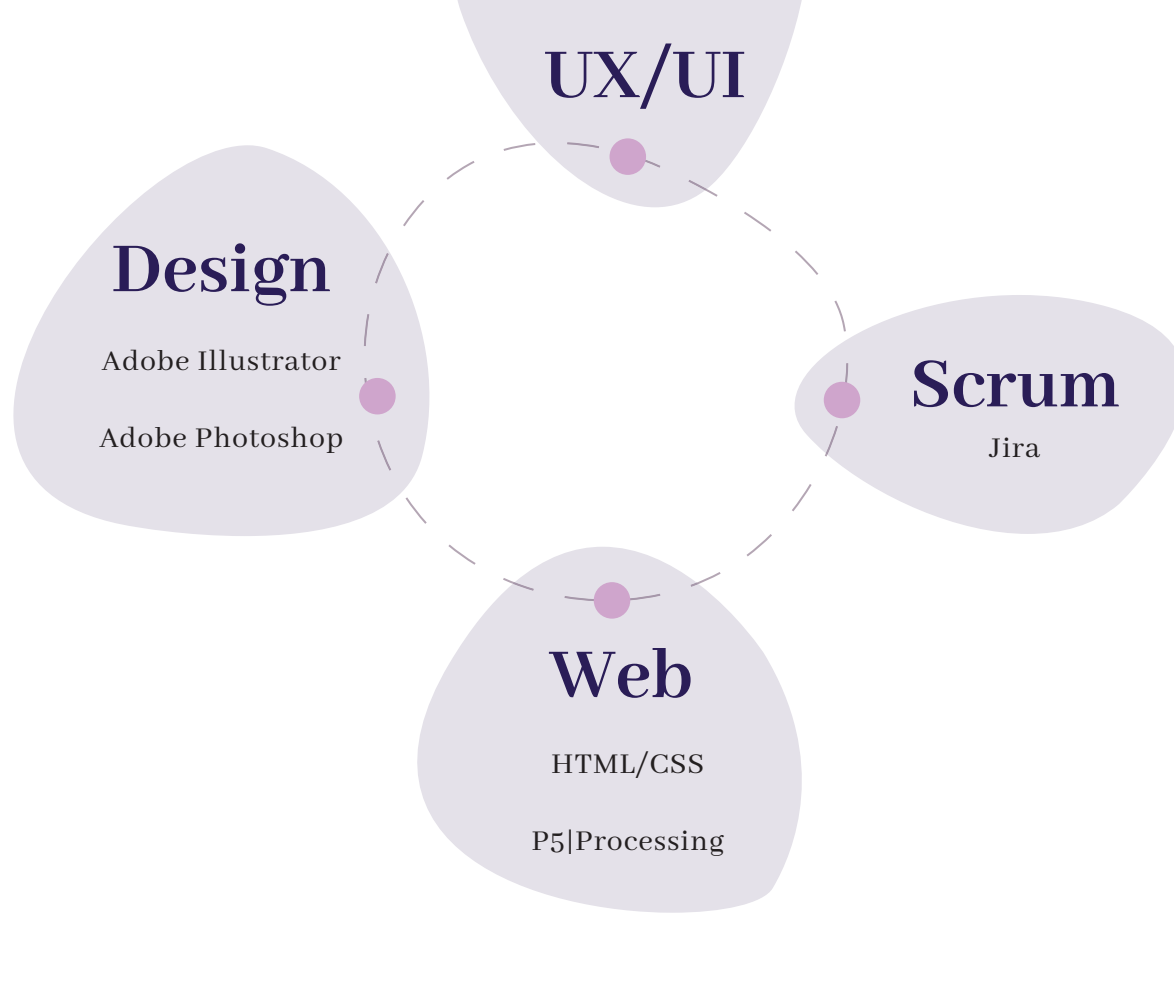 UX/UI
Design
Adobe Illustrator
Adobe Photoshop
Scrum
Jira
Web
HTML/CSS
P5|Processing